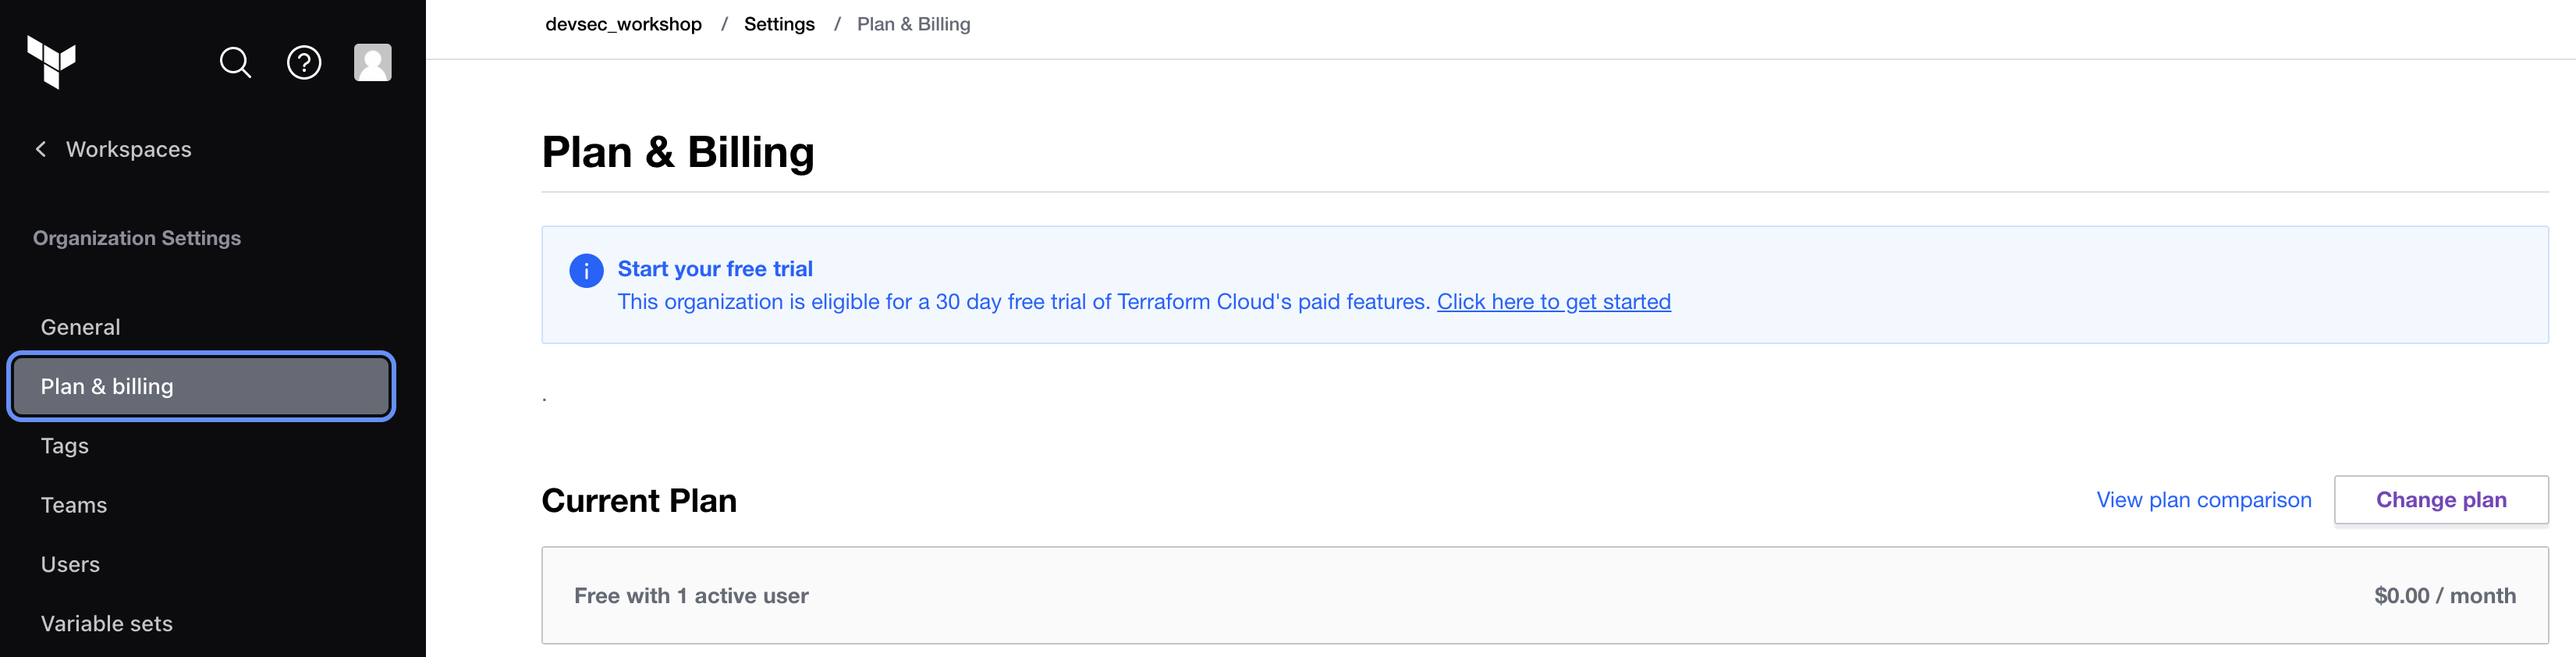 Workspaces
Organization Settings
General
Plan & billing
Tags
Teams
Users
Variable sets
devsec_workshop / Settings / Plan & Billing
Plan & Billing
Start your free trial
This organization is eligible for a 30 day free trial of Terraform Cloud's paid features. Click here to get started
.
Current Plan
View plan comparison
Change plan
Free with 1 active user
$0.00 / month